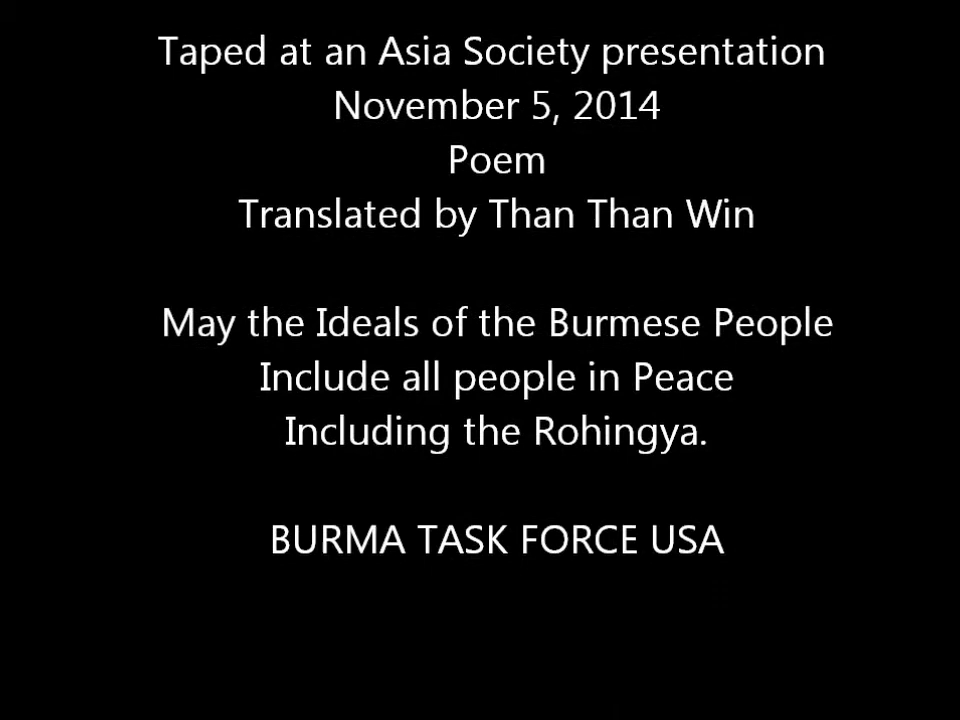 Taped at an Asia Society presentation
November 5, 2014
Poem
Translated by Than Than Win
May the Ideals of the Burmese People
Include all people in Peace
Including the Rohingya.
BURMA TASK FORCE USA